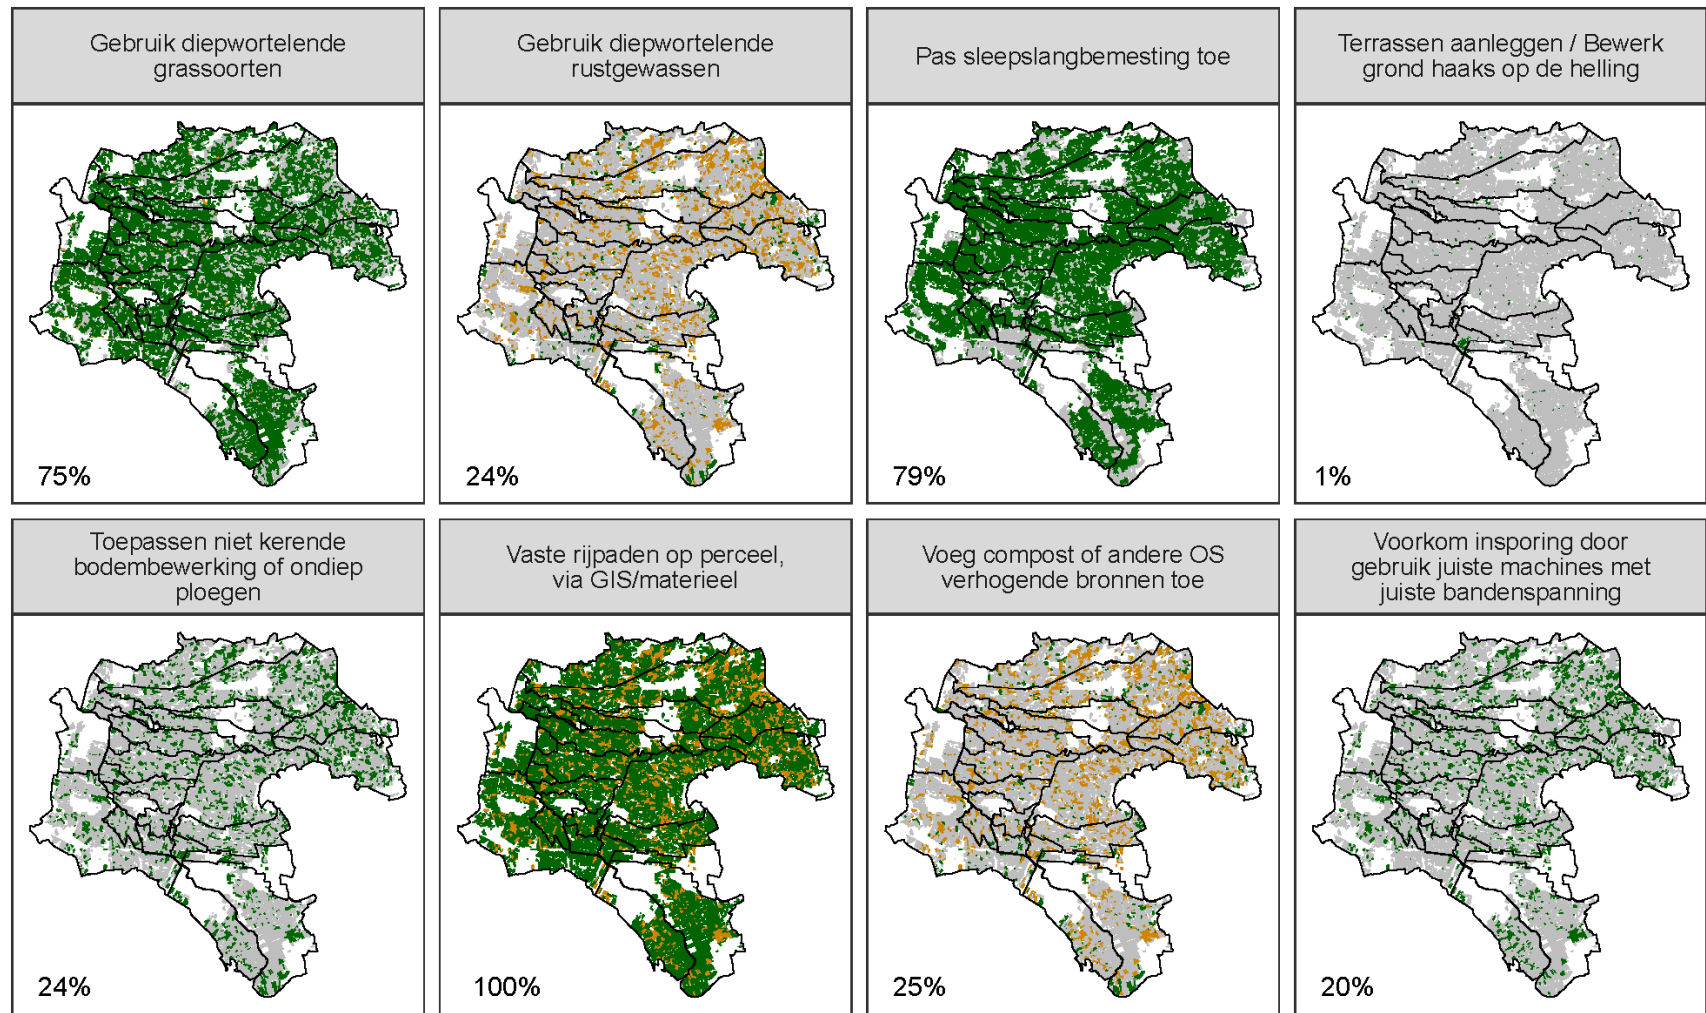 Gebruik diepwortelende
grassoorten
Gebruik diepwortelende
rustgewassen
Pas sleepslangbemesting toe
Terrassen aanleggen / Bewerk
grond haaks op de helling
75%
24%
79%
1%
Toepassen niet kerende
bodembewerking of ondiep
ploegen
Vaste rijpaden op perceel,
via GIS/materieel
Voeg compost of andere OS
verhogende bronnen toe
Voorkom insporing door
gebruik juiste machines met
juiste bandenspanning
24%
100%
25%
20%